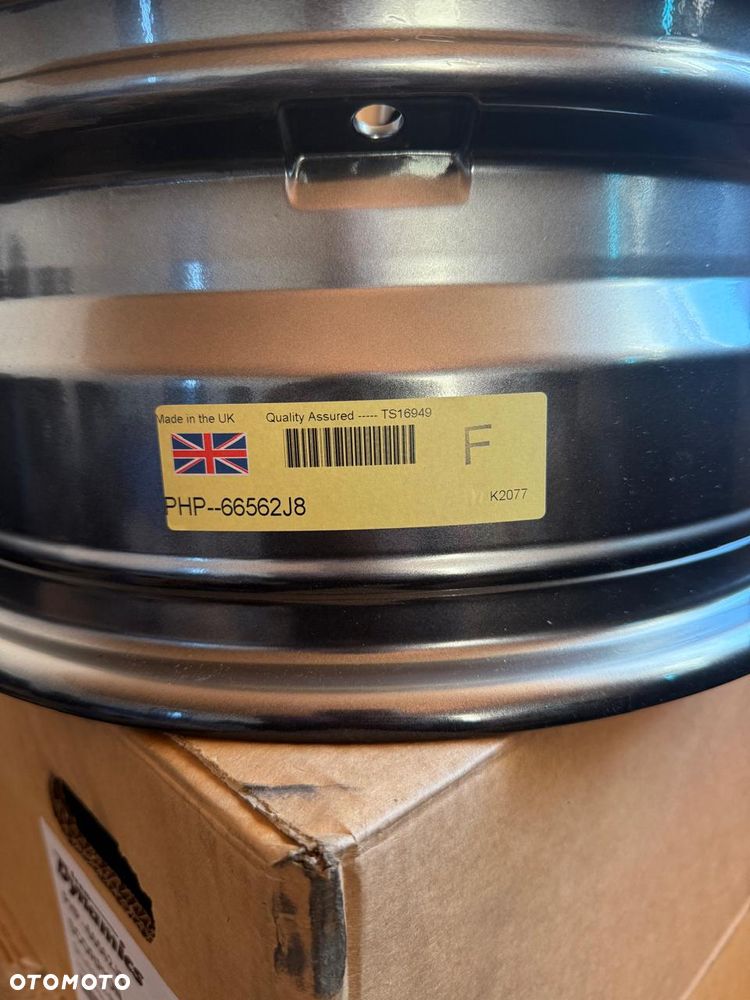 Made in the UK Quality Assured ----- TS16949
F
PHP--66562J8
K2077
Dynamics
OTOMOTO